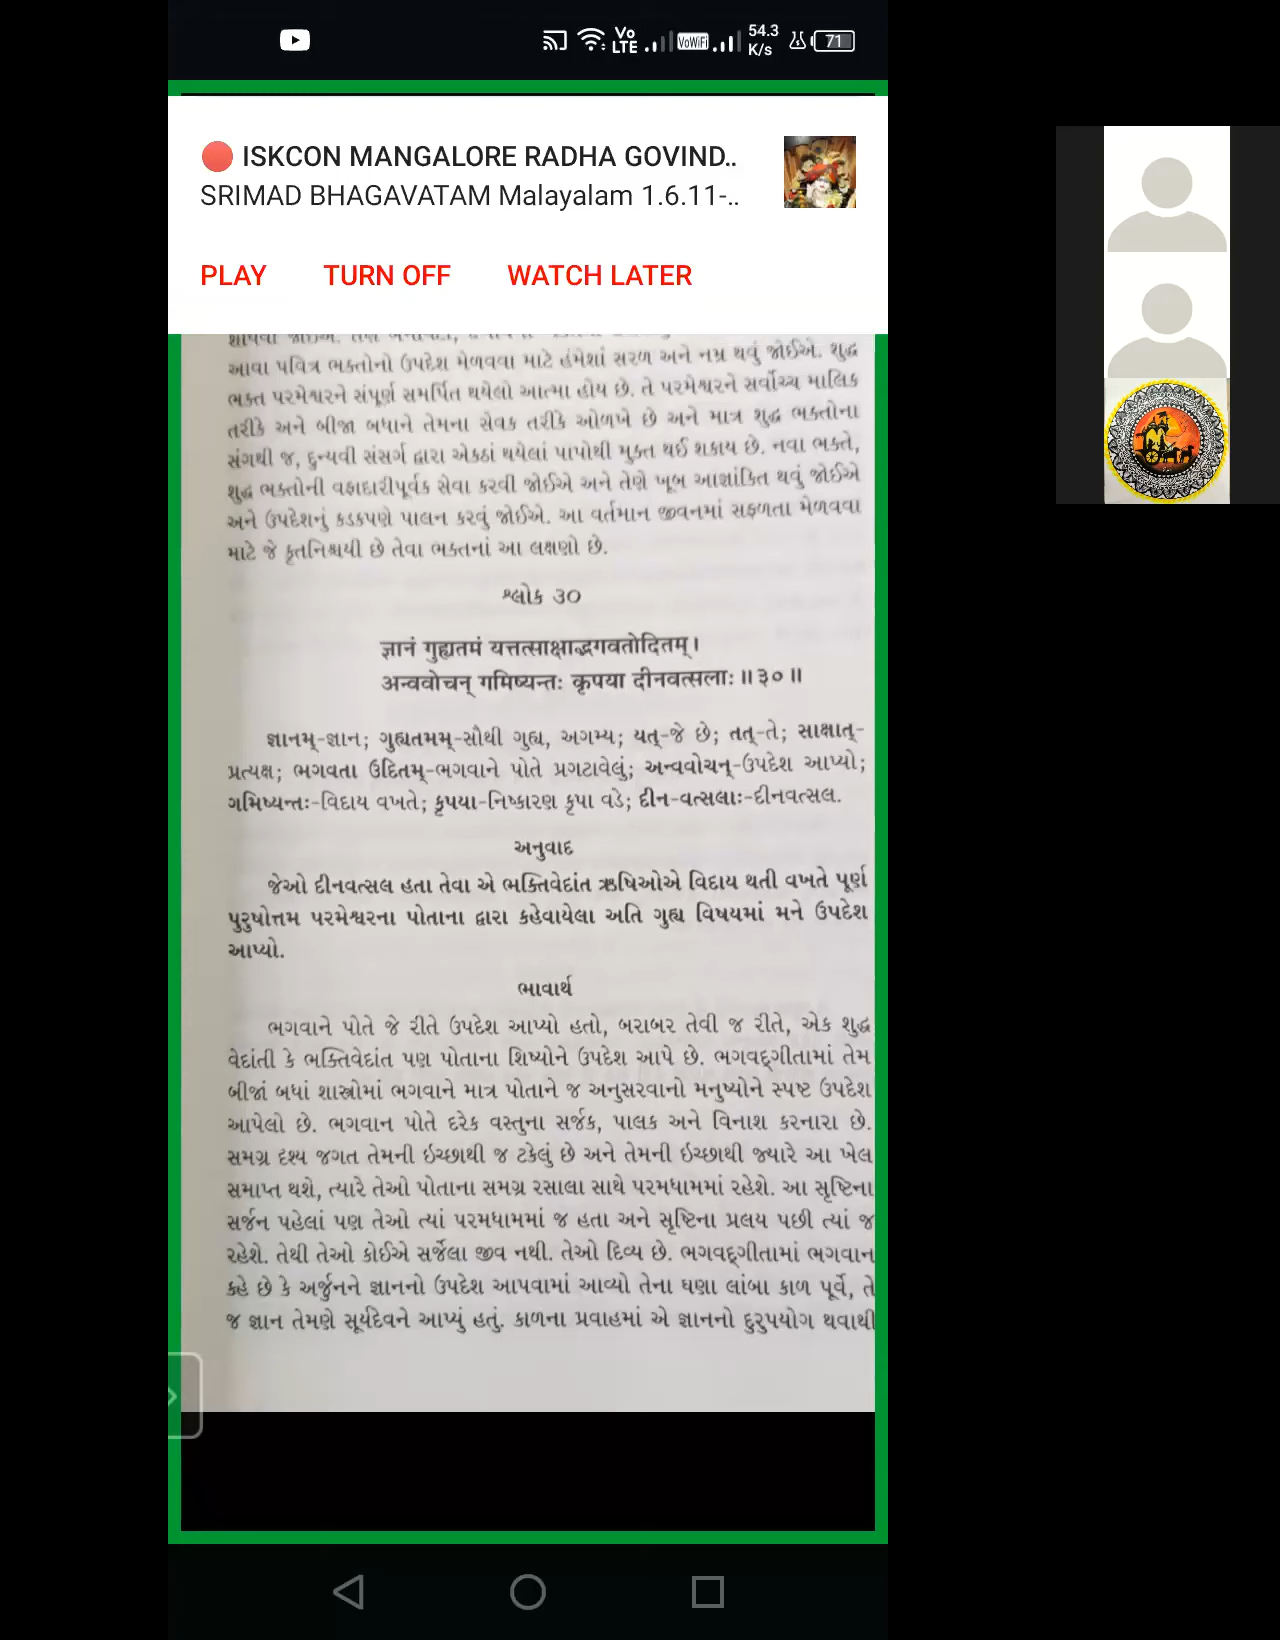 Vo
LTE
VoWiFi
54.3
K/s
71
ISKCON MANGALORE RADHA GOVIND..
SRIMAD BHAGAVATAM Malayalam 1.6.11-..
PLAY TURN OFF WATCH LATER
આવા પવિત્ર ભક્તોનો ઉપદેશ મેળવવા માટે હંમેશાં સરળ અને નમ્ર થવું જોઈએ. શુદ્ધ
ભક્ત પરમેશ્વરને સંપૂર્ણ સમર્પિત થયેલો આત્મા હોય છે. તે પરમેશ્વરને સર્વોચ્ચ માલિક
તરીકે અને બીજા બધાને તેમના સેવક તરીકે ઓળખે છે અને માત્ર શુદ્ધ ભક્તોના
સંગથી જ, દુન્યવી સંસર્ગ દ્વારા એકઠાં થયેલાં પાપોથી મુક્ત થઈ શકાય છે. નવા ભક્તે,
શુદ્ધ ભક્તોની વફાદારીપૂર્વક સેવા કરવી જોઈએ અને તેણે ખૂબ આજ્ઞાંકિત થવું જોઈએ
અને ઉપદેશનું કડકપણે પાલન કરવું જોઈએ. આ વર્તમાન જીવનમાં સફળતા મેળવવા
માટે જે કૃતનિશ્ચયી છે તેવા ભક્તનાં આ લક્ષણો છે.
શ્લોક ૩૦
ज्ञानं गुह्यतमं यत्तत्साक्षाद्भगवतोदितम् ।
अन्ववोचन् गमिष्यन्तः कृपया दीनवत्सलाः ॥ ३० ॥
જ્ઞાનમ્-જ્ઞાન; ગુહ્યતમમ્-સૌથી ગુહ્ય, અગમ્ય; યત્-જે છે; તત્-તે; સાક્ષાત્-
પ્રત્યક્ષ; ભગવતા ઉદિતમ્-ભગવાને પોતે પ્રગટાવેલું; અન્વવોચન્-ઉપદેશ આપ્યો;
ગમિષ્યન્તઃ-વિદાય વખતે; કૃપયા-નિષ્કારણ કૃપા વડે; દીન-વત્સલાઃ-દીનવત્સલ.
અનુવાદ
જેઓ દીનવત્સલ હતા તેવા એ ભક્તિવેદાંત ઋષિઓએ વિદાય થતી વખતે પૂર્ણ
પુરુષોત્તમ પરમેશ્વરના પોતાના દ્વારા કહેવાયેલા અતિ ગુહ્ય વિષયમાં મને ઉપદેશ
આપ્યો.
ભાવાર્થ
ભગવાને પોતે જે રીતે ઉપદેશ આપ્યો હતો, બરાબર તેવી જ રીતે, એક શુદ્ધ
વેદાંતી કે ભક્તિવેદાંત પણ પોતાના શિષ્યોને ઉપદેશ આપે છે. ભગવદ્ગીતામાં તેમ
બીજાં બધાં શાસ્ત્રોમાં ભગવાને માત્ર પોતાને જ અનુસરવાનો મનુષ્યોને સ્પષ્ટ ઉપદેશ
આપેલો છે. ભગવાન પોતે દરેક વસ્તુના સર્જક, પાલક અને વિનાશ કરનારા છે.
સમગ્ર દૃશ્ય જગત તેમની ઇચ્છાથી જ ટકેલું છે અને તેમની ઇચ્છાથી જ્યારે આ ખેલ
સમાપ્ત થશે, ત્યારે તેઓ પોતાના સમગ્ર રસાલા સાથે પરમધામમાં રહેશે. આ સૃષ્ટિના
સર્જન પહેલાં પણ તેઓ ત્યાં પરમધામમાં જ હતા અને સૃષ્ટિના પ્રલય પછી ત્યાં જ
રહેશે. તેથી તેઓ કોઈએ સર્જેલા જીવ નથી. તેઓ દિવ્ય છે. ભગવદ્ગીતામાં ભગવાન
કહે છે કે અર્જુનને જ્ઞાનનો ઉપદેશ આપવામાં આવ્યો તેના ઘણા લાંબા કાળ પૂર્વે, તે
જ જ્ઞાન તેમણે સૂર્યદેવને આપ્યું હતું. કાળના પ્રવાહમાં એ જ્ઞાનનો દુરુપયોગ થવાથી